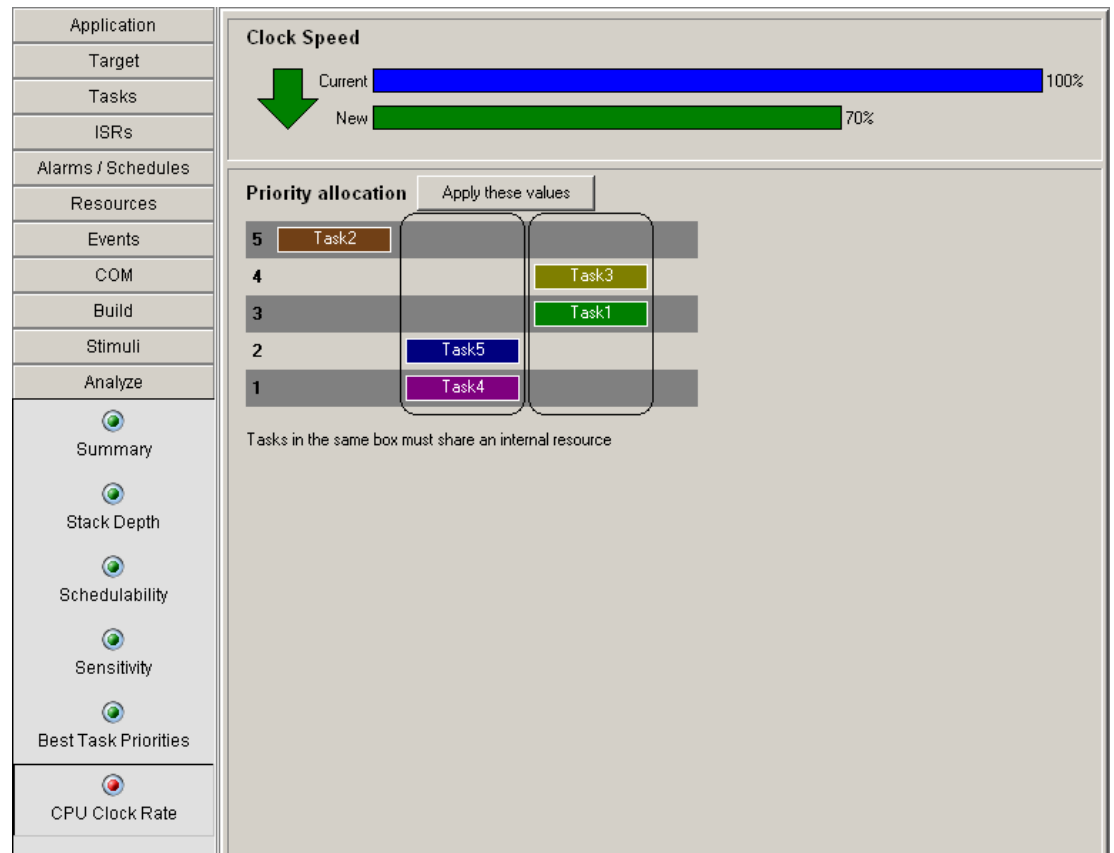 Application
Target
Tasks
ISRs
Alarms / Schedules
Resources
Events
COM
Build
Stimuli
Analyze
Summary
Stack Depth
Schedulability
Sensitivity
Best Task Priorities
CPU Clock Rate
Clock Speed
Current 100%
New 70%
Priority allocation Apply these values
5 Task2
4 Task3
3 Task1
2 Task5
1 Task4
Tasks in the same box must share an internal resource